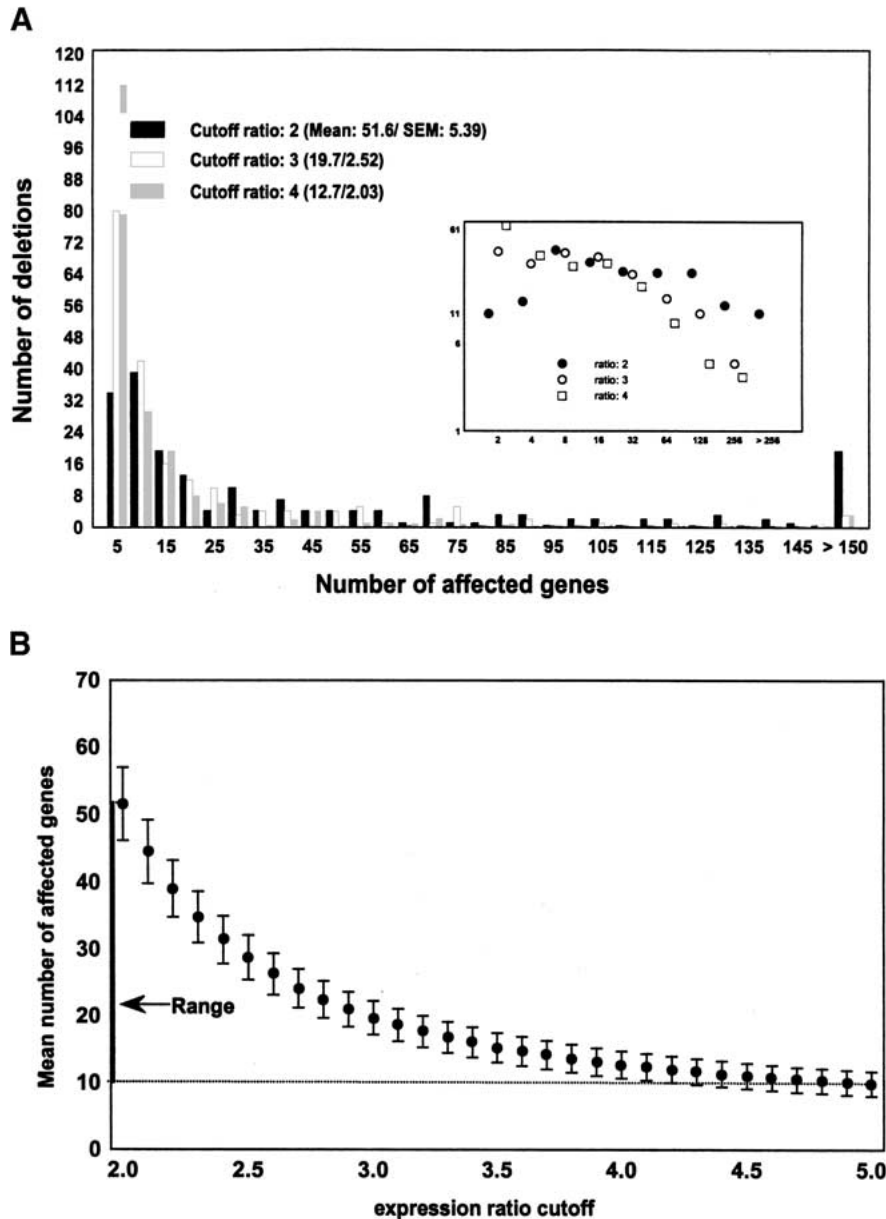 A
120
112
104
96
88
80
72
64
56
48
40
32
24
16
8
0
Number of deletions
Cutoff ratio: 2 (Mean: 51.6/ SEM: 5.39)
Cutoff ratio: 3 (19.7/2.52)
Cutoff ratio: 4 (12.7/2.03)
61
11
6
1
ratio: 2
ratio: 3
ratio: 4
2 4 8 16 32 64 128 256 > 256
5 15 25 35 45 55 65 75 85 95 105 115 125 135 145 > 150
Number of affected genes
B
70
60
50
40
30
20
10
0
Mean number of affected genes
Range
2.0 2.5 3.0 3.5 4.0 4.5 5.0
expression ratio cutoff